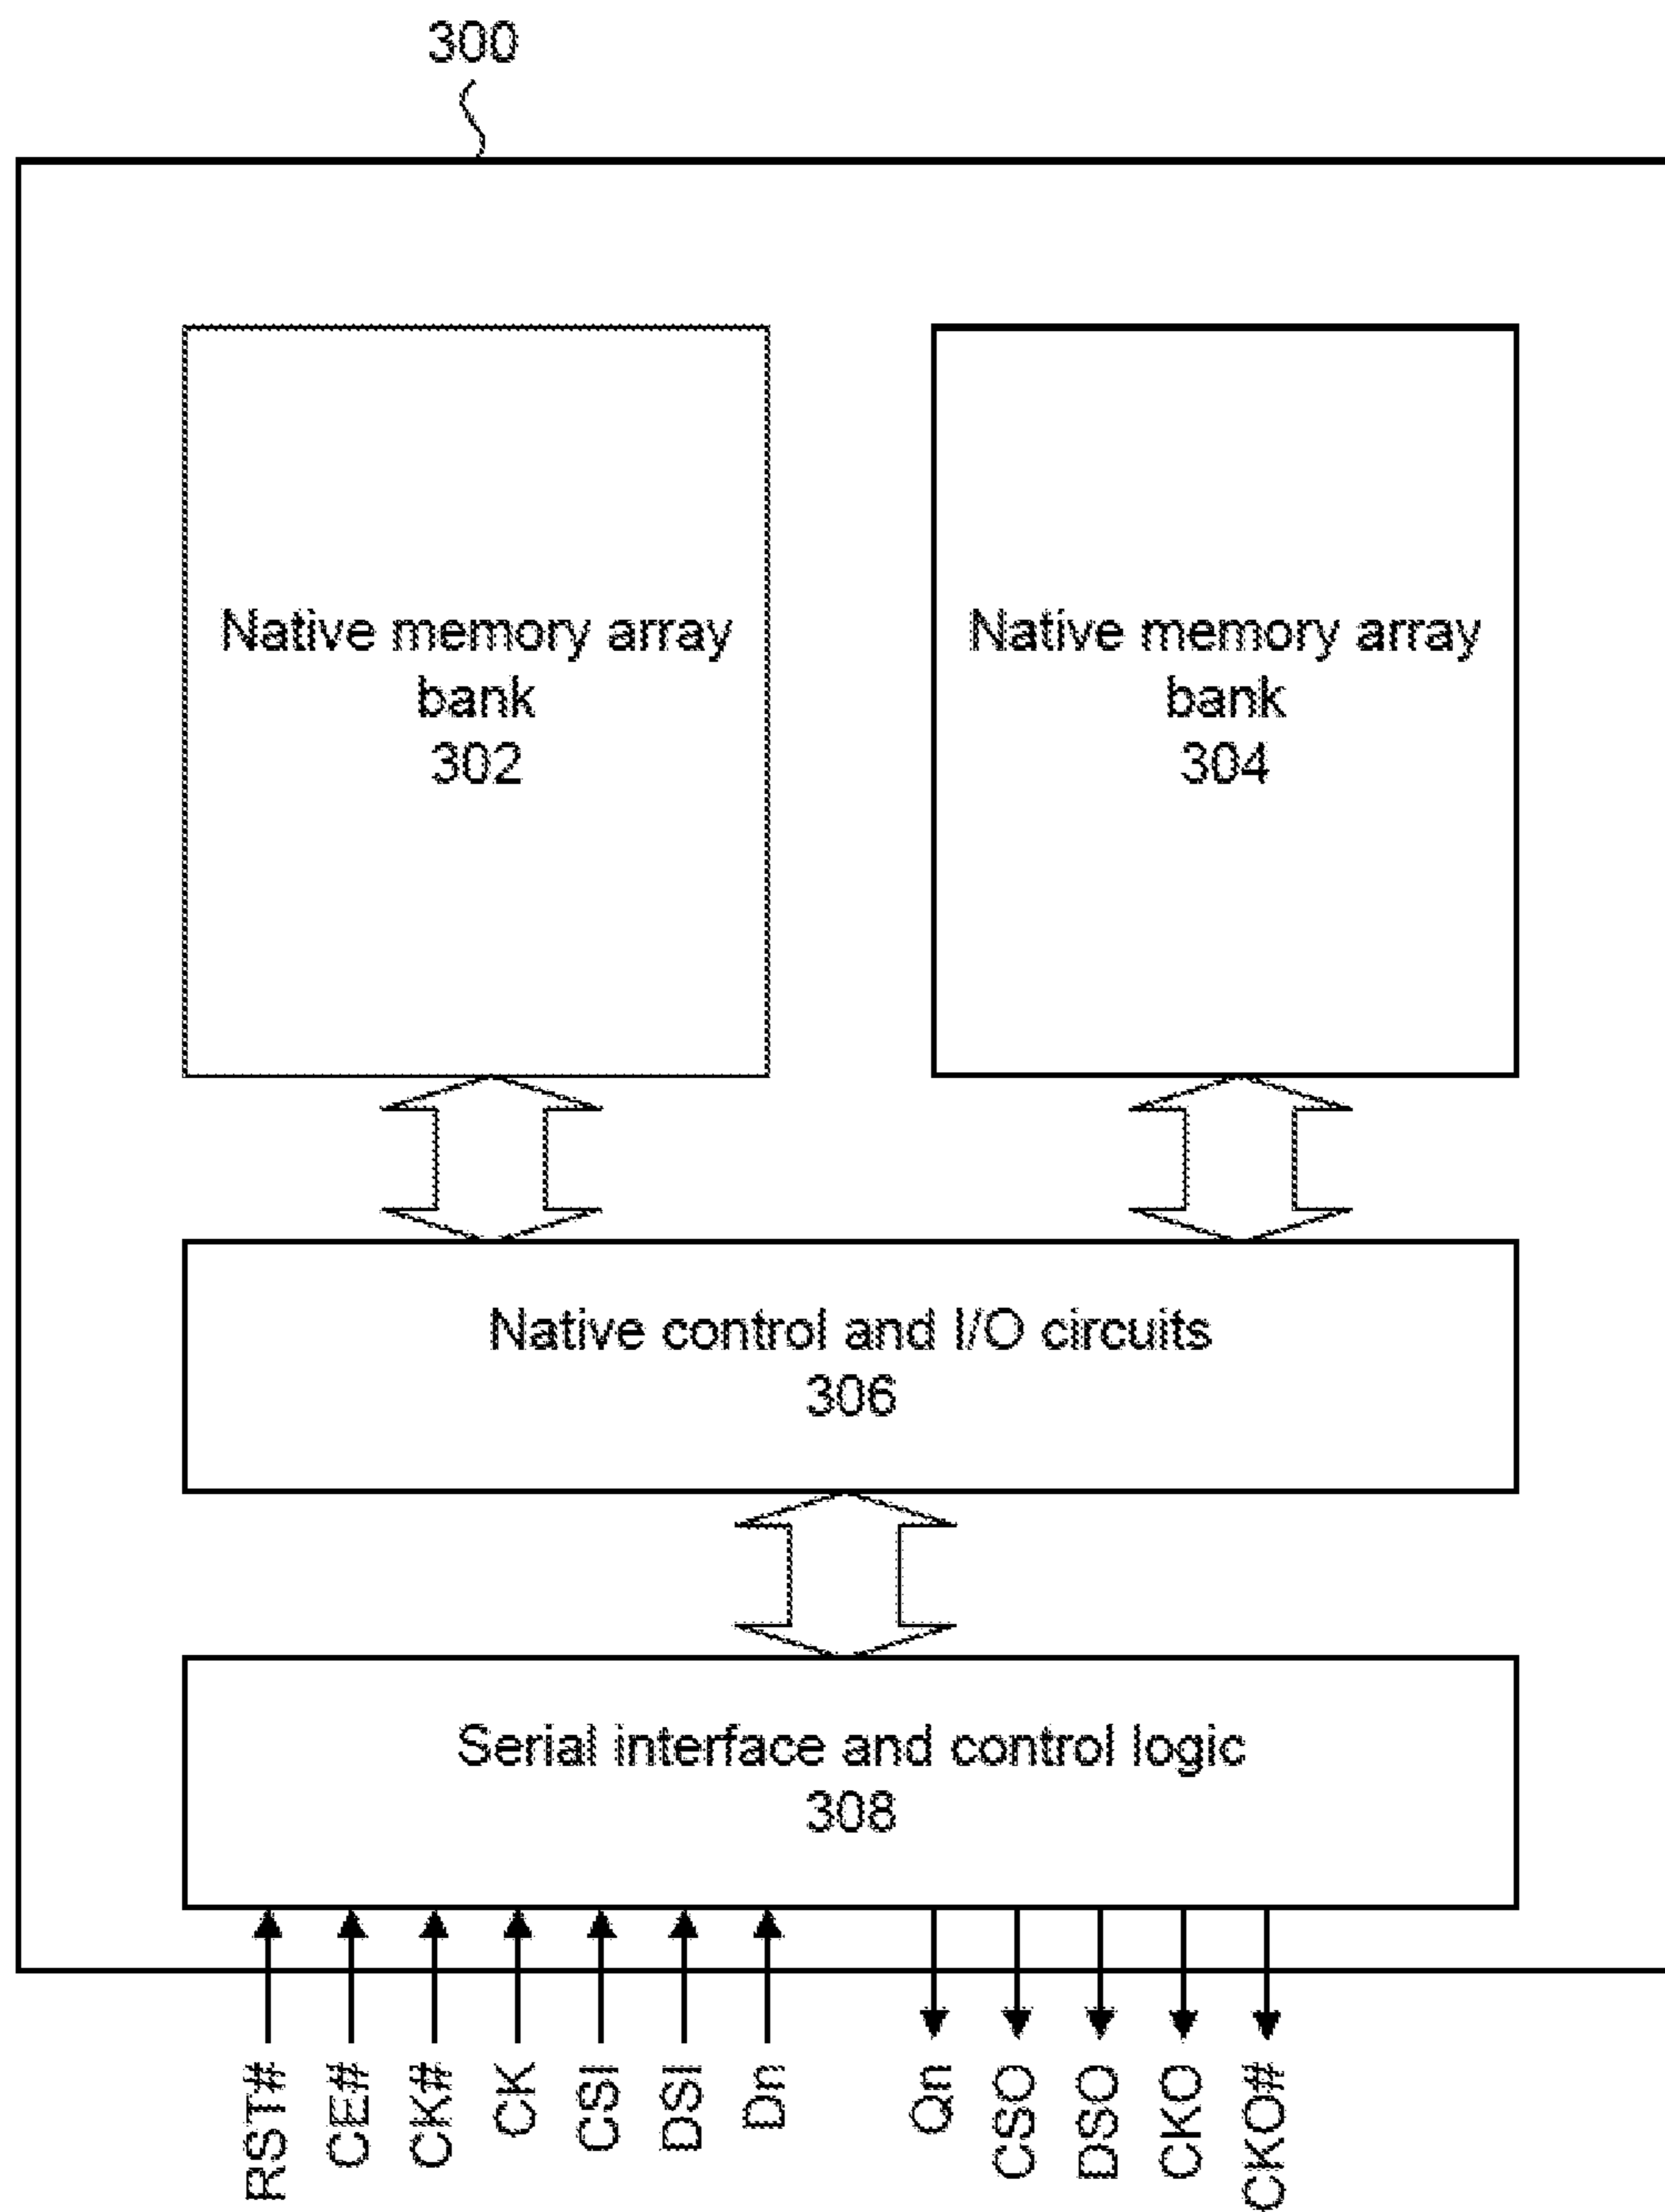 300
Native memory array
bank
302
Native memory array
bank
304
Native control and I/O circuits
306
Serial interface and control logic
308
RST#
CE#
CK#
CK
CSI
DSI
Dn
Qn
CSO
DSO
CKO
CKO#